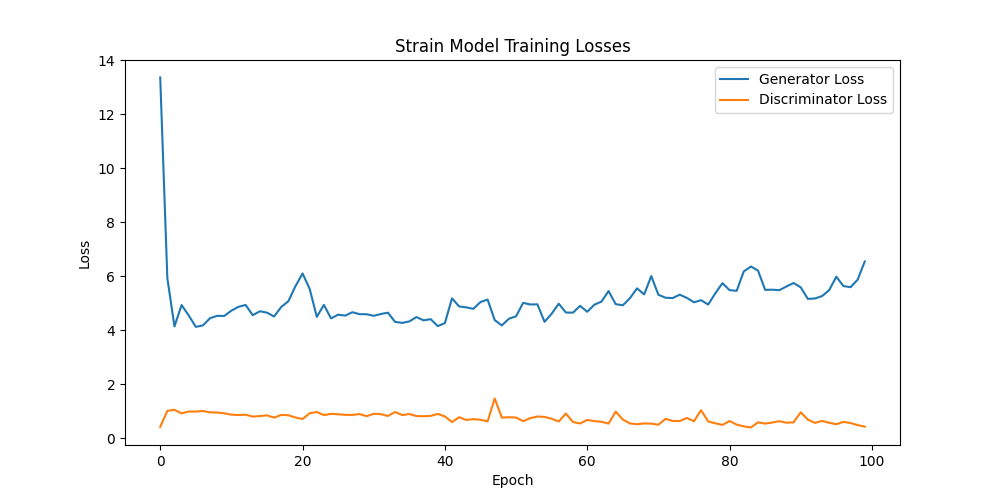 Strain Model Training Losses
Generator Loss
Discriminator Loss
Loss
14
12
10
8
6
4
2
0
0 20 40 60 80 100
Epoch